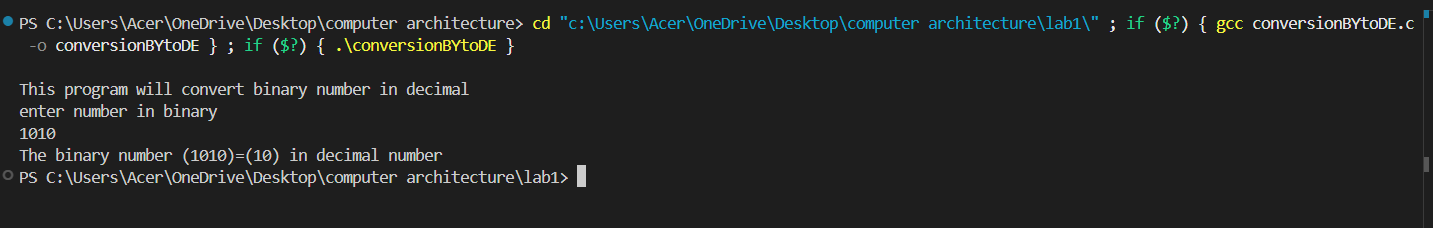 PS C:\Users\Acer\OneDrive\Desktop\computer architecture> cd "c:\Users\Acer\OneDrive\Desktop\computer architecture\lab1\" ; if ($?) { gcc conversionBYtoDE.c
-o conversionBYtoDE } ; if ($?) { .\conversionBYtoDE }
This program will convert binary number in decimal
enter number in binary
1010
The binary number (1010)=(10) in decimal number
PS C:\Users\Acer\OneDrive\Desktop\computer architecture\lab1>